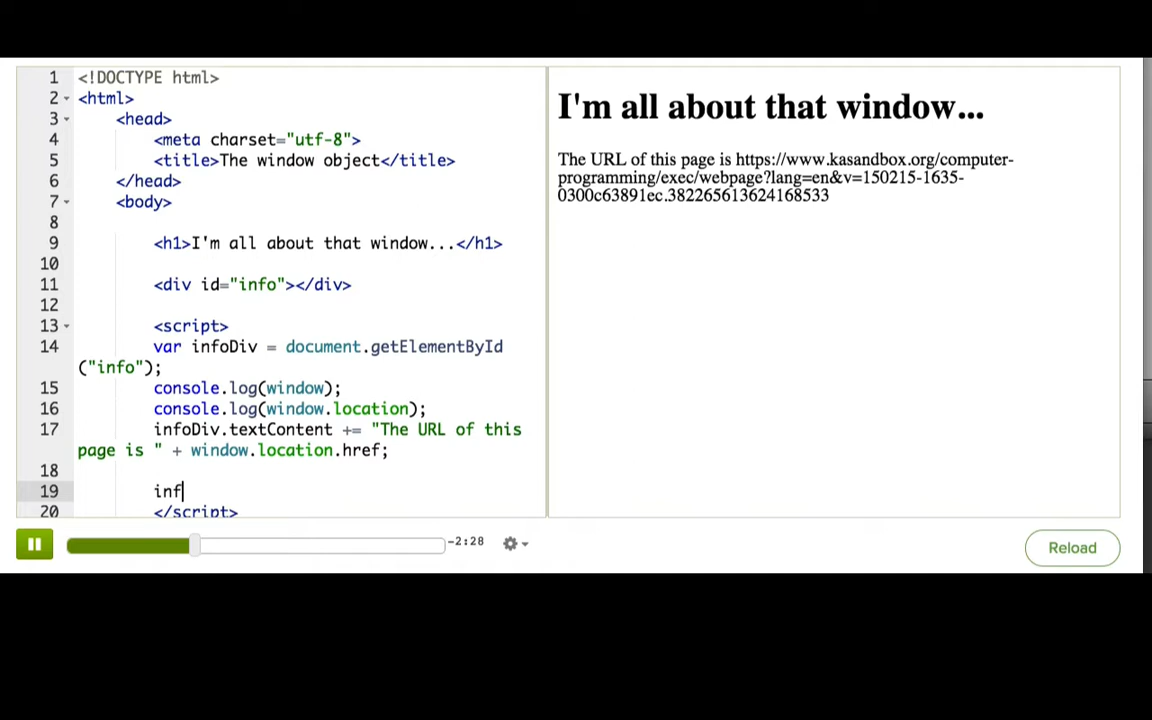 1 <!DOCTYPE html>
2 <html>
3 <head>
4 <meta charset="utf-8">
5 <title>The window object</title>
6 </head>
7 <body>
8
9 <h1>I'm all about that window...</h1>
10
11 <div id="info"></div>
12
13 <script>
14 var infoDiv = document.getElementById
("info");
15 console.log(window);
16 console.log(window.location);
17 infoDiv.textContent += "The URL of this
page is " + window.location.href;
18
19 inf
20 </script>
I'm all about that window...
The URL of this page is https://www.kasandbox.org/computer-
programming/exec/webpage?lang=en&v=150215-1635-
0300c63891ec.382265613624168533
-2:28
Reload